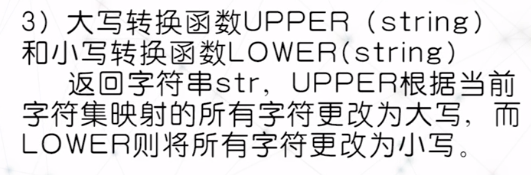 3）大写转换函数UPPER（string）
和小写转换函数LOWER(string)
返回字符串str，UPPER根据当前
字符集映射的所有字符更改为大写，而
LOWER则将所有字符更改为小写。